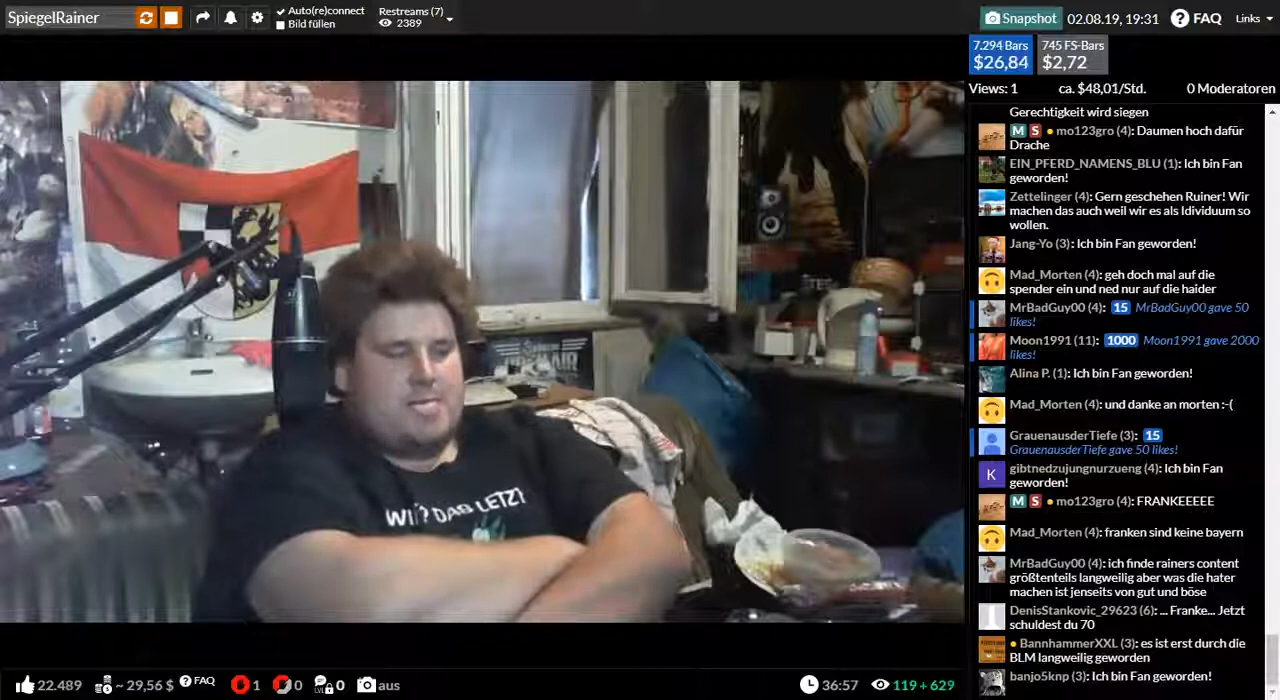 SpiegelRainer
Auto(re)connect
Bild füllen
Restreams (7)
2389
Snapshot
02.08.19, 19:31
FAQ
Links
7.294 Bars
$26,84
745 FS-Bars
$2,72
Views: 1
ca. $48,01/Std.
0 Moderatoren
Gerechtigkeit wird siegen
M S mo123gro (4): Daumen hoch dafür
Drache
EIN_PFERD_NAMENS_BLU (1): Ich bin Fan
geworden!
Zettelinger (4): Gern geschehen Ruiner! Wir
machen das auch weil wir es als Idividuum so
wollen.
Jang-Yo (3): Ich bin Fan geworden!
Mad_Morten (4): geh doch mal auf die
spender ein und ned nur auf die haider
MrBadGuy00 (4): 15 MrBadGuy00 gave 50
likes!
Moon1991 (11): 1000 Moon1991 gave 2000
likes!
Alina P. (1): Ich bin Fan geworden!
Mad_Morten (4): und danke an morten :-(
GrauenausderTiefe (3): 15
GrauenausderTiefe gave 50 likes!
K
gibtnedzujungnurzueng (4): Ich bin Fan
geworden!
M S mo123gro (4): FRANKEEEEE
Mad_Morten (4): franken sind keine bayern
MrBadGuy00 (4): ich finde rainers content
größtenteils langweilig aber was die hater
machen ist jenseits von gut und böse
DenisStankovic_29623 (6): ... Franke... Jetzt
schuldest du 70
BannhammerXXL (3): es ist erst durch die
BLM langweilig geworden
banjo5knp (3): Ich bin Fan geworden!
DAS LETZT
22.489
~ 29,56 $
FAQ
1
0
LVL
0
aus
36:57
119 + 629